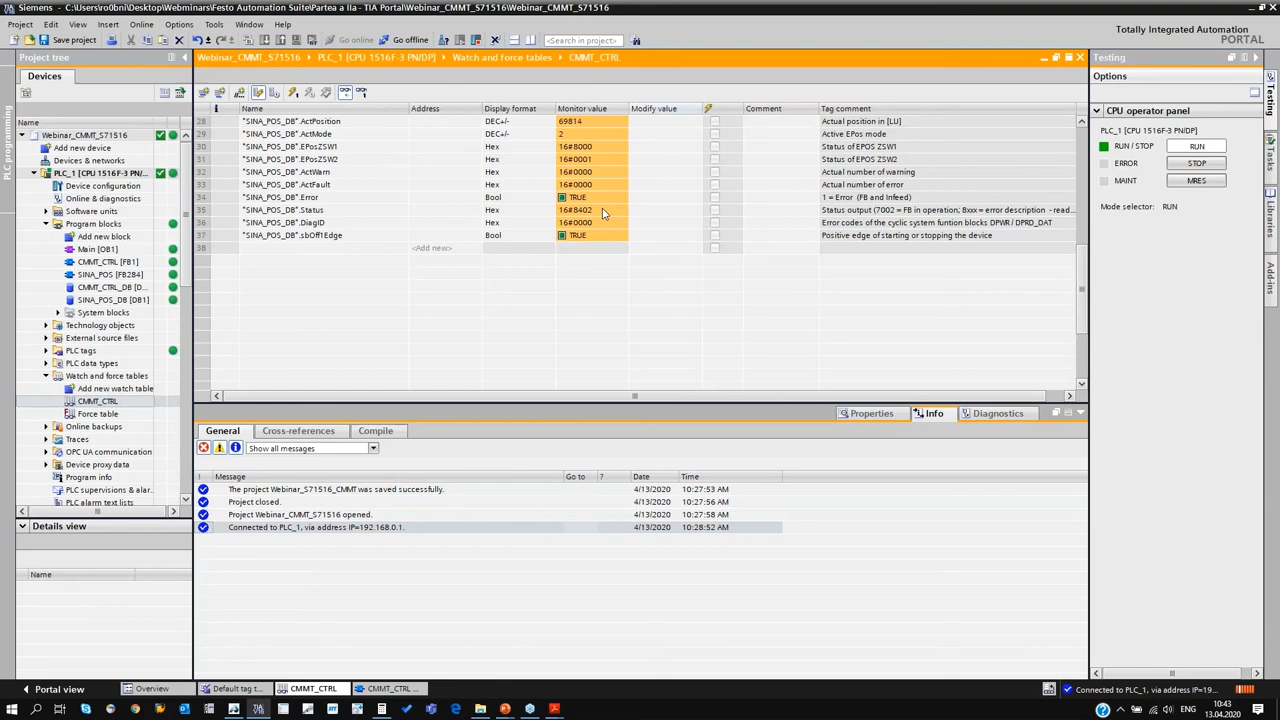 Siemens - C:\Users\ro0bni\Desktop\Webminars\Festo Automation Suite\Partea a IIa - TIA Portal\Webinar_CMMT_S71516\Webinar_CMMT_S71516
Project Edit View Insert Online Options Tools Window Help
Totally Integrated Automation
PORTAL
Save project Go online Go offline <Search in project>
Project tree
Webinar_CMMT_S71516 ▸ PLC_1 [CPU 1516F-3 PN/DP] ▸ Watch and force tables ▸ CMMT_CTRL
Testing
Devices
Options
PLC programming
Name
Webinar_CMMT_S71516
Add new device
Devices & networks
PLC_1 [CPU 1516F-3 PN/...
Device configuration
Online & diagnostics
Software units
Program blocks
Add new block
Main [OB1]
CMMT_CTRL [FB1]
SINA_POS [FB284]
CMMT_CTRL_DB [D...
SINA_POS_DB [DB1]
System blocks
Technology objects
External source files
PLC tags
PLC data types
Watch and force tables
Add new watch table
CMMT_CTRL
Force table
Online backups
Traces
OPC UA communication
Device proxy data
Program info
PLC supervisions & alar...
PLC alarm text lists
Details view
Name
i Name Address Display format Monitor value Modify value Comment Tag comment
28 "SINA_POS_DB".ActPosition DEC+/- 69814 Actual position in [LU]
29 "SINA_POS_DB".ActMode DEC+/- 2 Active EPos mode
30 "SINA_POS_DB".EPosZSW1 Hex 16#8000 Status of EPOS ZSW1
31 "SINA_POS_DB".EPosZSW2 Hex 16#0001 Status of EPOS ZSW2
32 "SINA_POS_DB".ActWarn Hex 16#0000 Actual number of warning
33 "SINA_POS_DB".ActFault Hex 16#0000 Actual number of error
34 "SINA_POS_DB".Error Bool TRUE 1 = Error (FB and Infeed)
35 "SINA_POS_DB".Status Hex 16#8402 Status output (7002 = FB in operation; 8xxx = error description - read...
36 "SINA_POS_DB".DiagID Hex 16#0000 Error codes of the cyclic system funtion blocks DPWR / DPRD_DAT
37 "SINA_POS_DB".sbOff1Edge Bool TRUE Positive edge of starting or stopping the device
38 <Add new>
Properties Info Diagnostics
General Cross-references Compile
Show all messages
! Message Go to ? Date Time
The project Webinar_S71516_CMMT was saved successfully. 4/13/2020 10:27:53 AM
Project closed. 4/13/2020 10:27:56 AM
Project Webinar_CMMT_S71516 opened. 4/13/2020 10:27:58 AM
Connected to PLC_1, via address IP=192.168.0.1. 4/13/2020 10:28:52 AM
CPU operator panel
PLC_1 [CPU 1516F-3 PN/DP]
RUN / STOP RUN
ERROR STOP
MAINT MRES
Mode selector: RUN
Testing
Tasks
Libraries
Add-ins
Portal view Overview Default tag t... CMMT_CTRL CMMT_CTRL ... Connected to PLC_1, via address IP=19...
10:43
13.04.2020